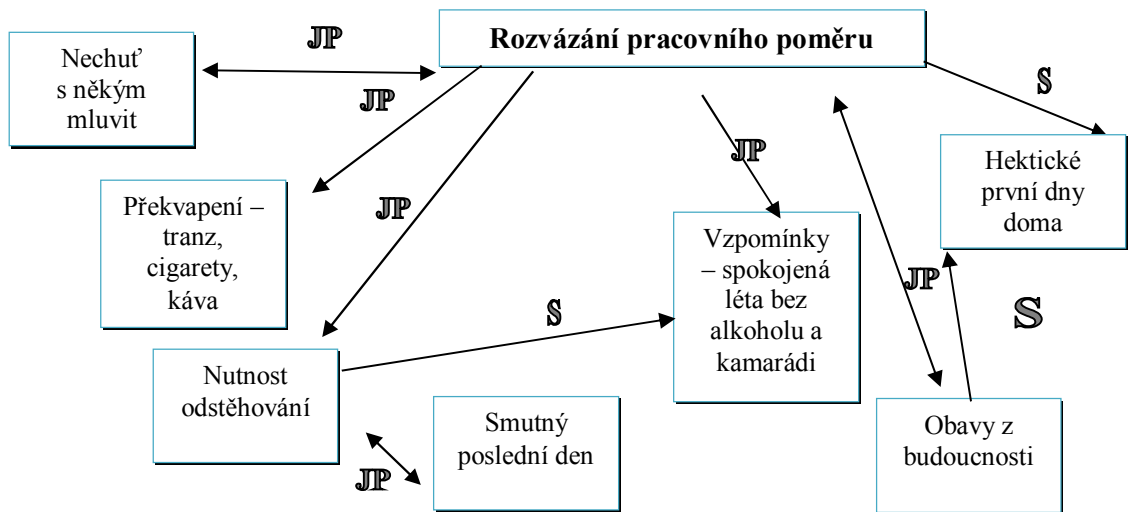 Rozvázání pracovního poměru
Nechuť
s někým
mluvit
JP
JP
S
JP
JP
Hektické
první dny
doma
Překvapení –
tranz,
cigarety,
káva
Vzpomínky
– spokojená
léta bez
alkoholu a
kamarádi
JP
S
S
Nutnost
odstěhování
Smutný
poslední den
JP
Obavy z
budoucnosti